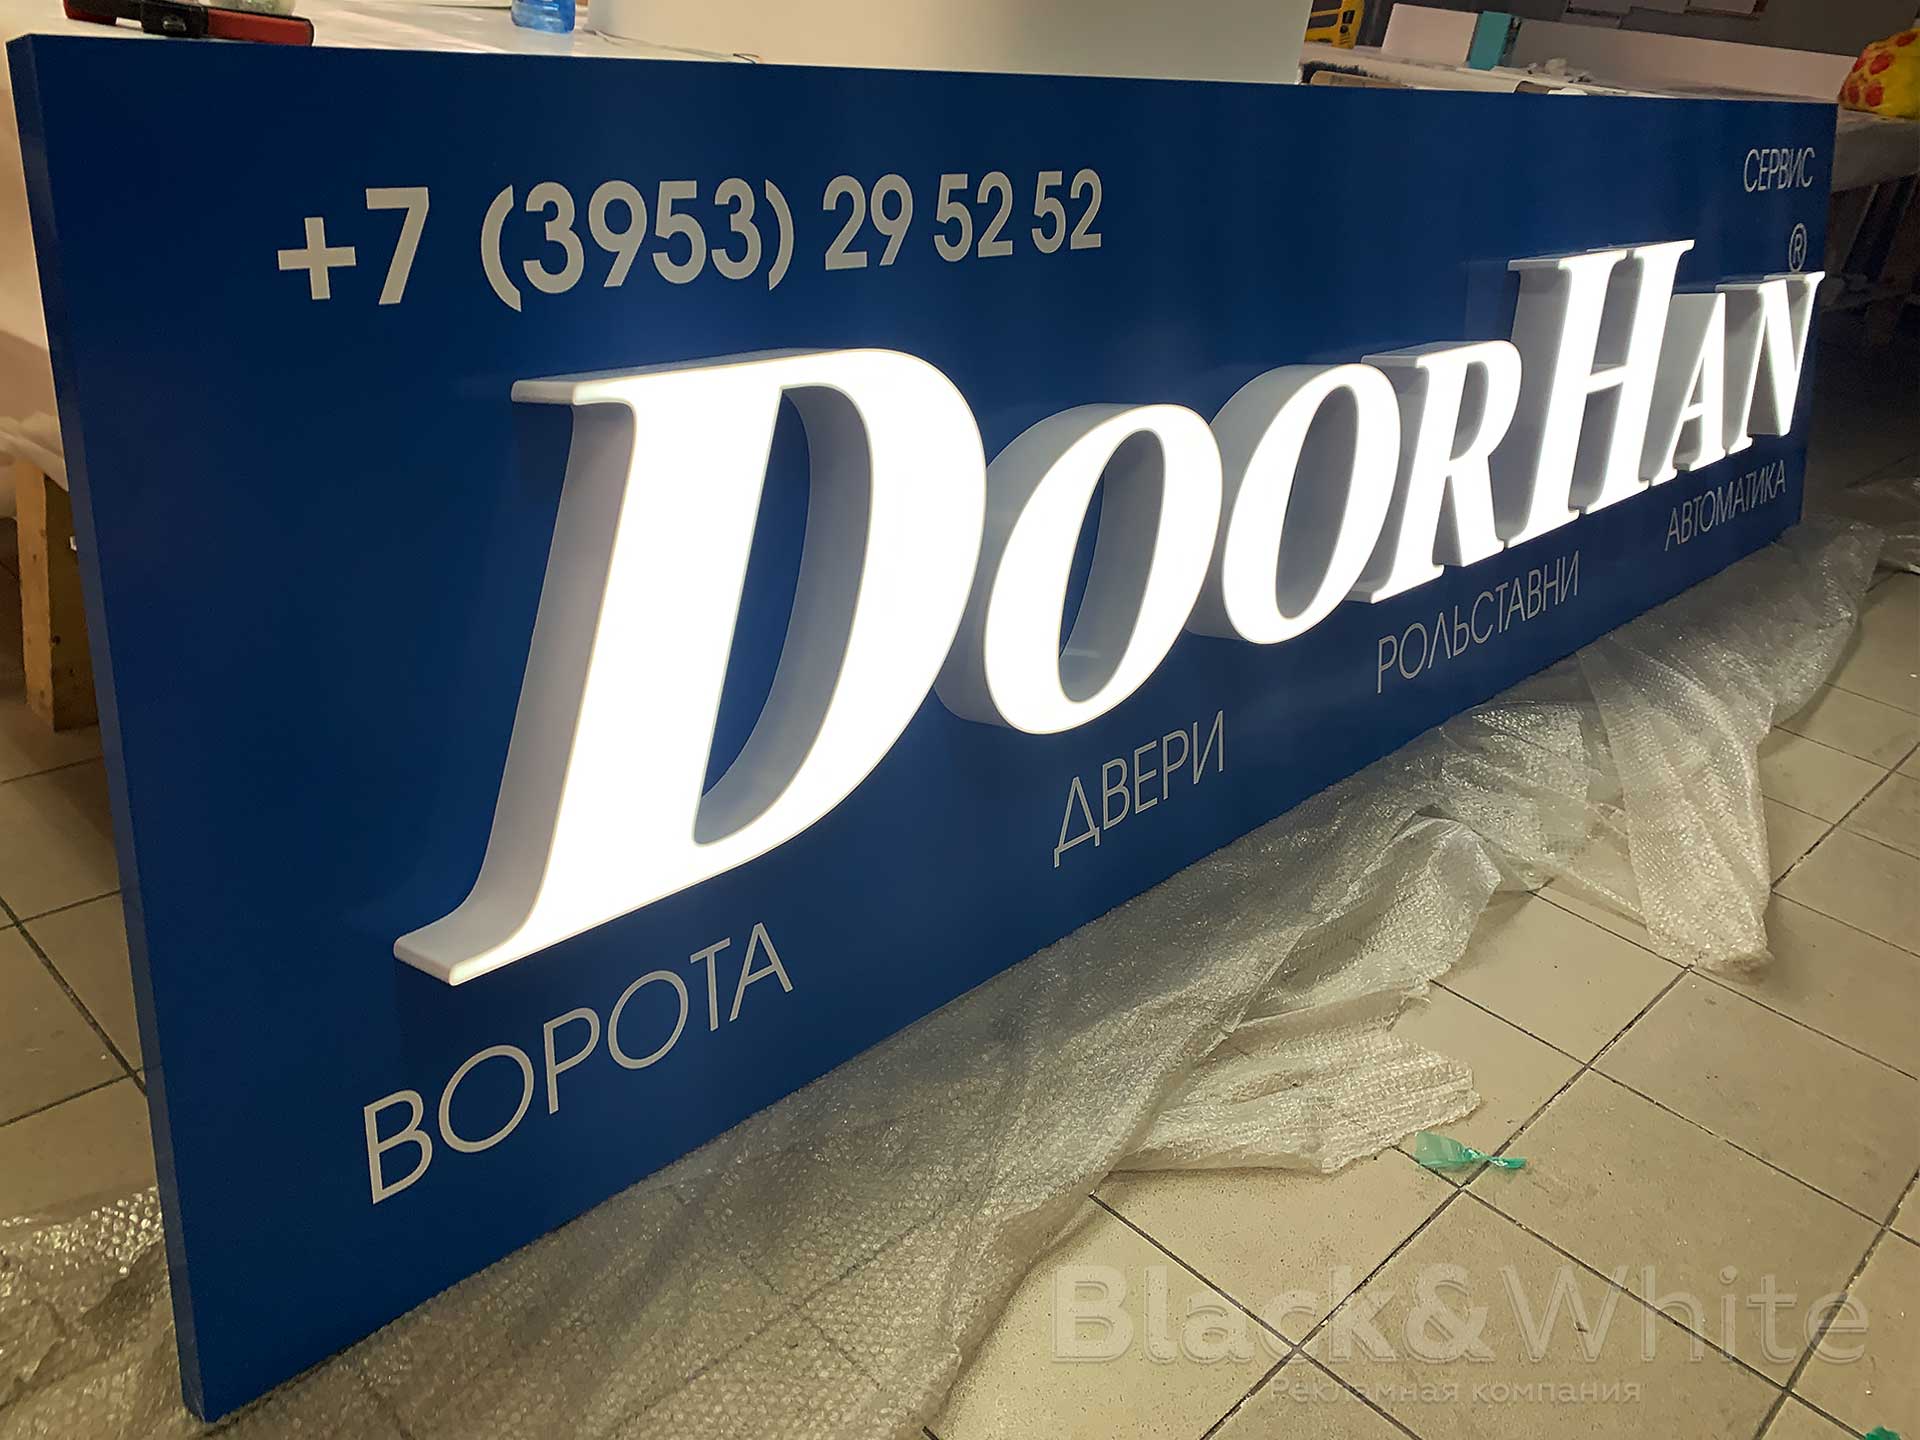 +7 (3953) 29 52 52
СЕРВИС
DOORHAN®
ВОРОТА ДВЕРИ РОЛЬСТАВНИ АВТОМАТИКА
Black&White
Рекламная компания